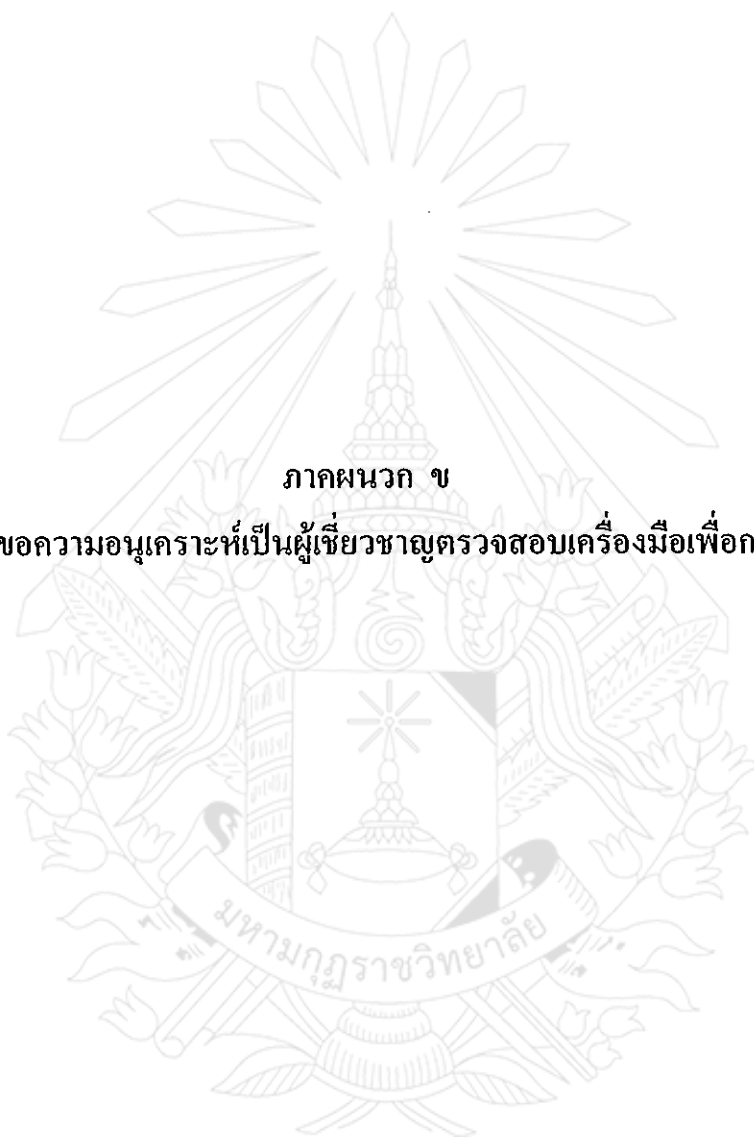 ภาคผนวก ข
ขอความอนุเคราะห์เป็นผู้เชี่ยวชาญตรวจสอบเครื่องมือเพื่อก
มหามกุฏราชวิทยาลัย